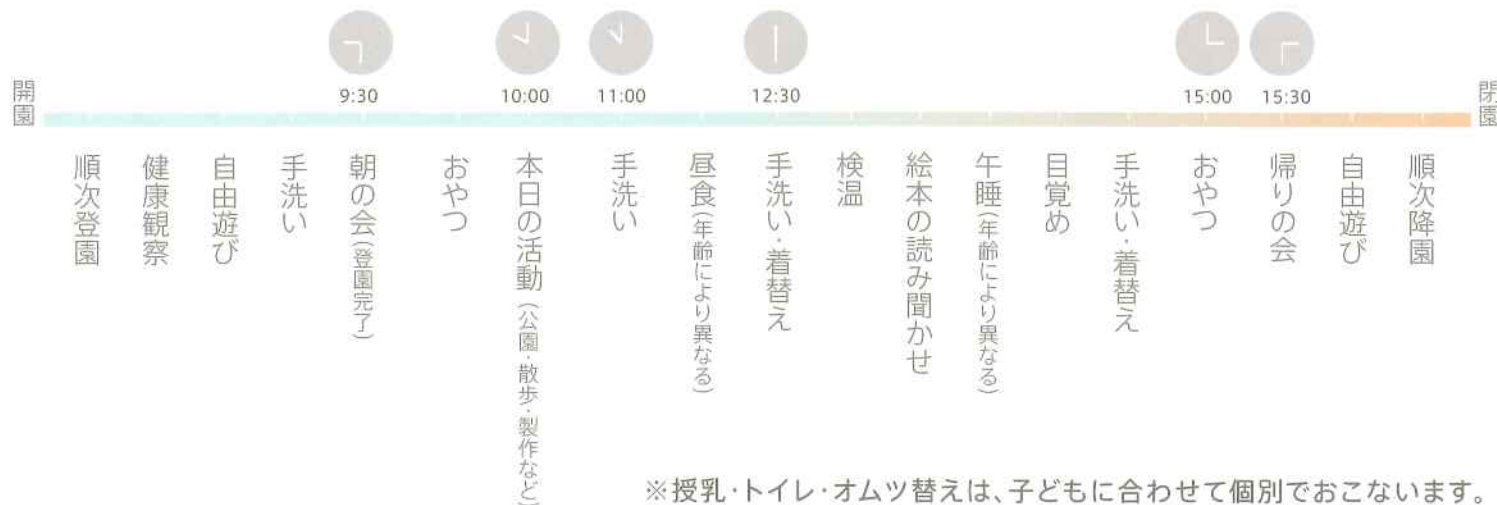 9:30
10:00
11:00
12:30
15:00
15:30
開園
閉園
順次登園
健康観察
自由遊び
手洗い
朝の会(登園完了)
おやつ
本日の活動(公園・散歩・製作など)
手洗い
昼食(年齢により異なる)
手洗い・着替え
検温
絵本の読み聞かせ
午睡(年齢により異なる)
目覚め
手洗い・着替え
おやつ
帰りの会
自由遊び
順次降園
※授乳・トイレ・オムツ替えは、子どもに合わせて個別でおこないます。